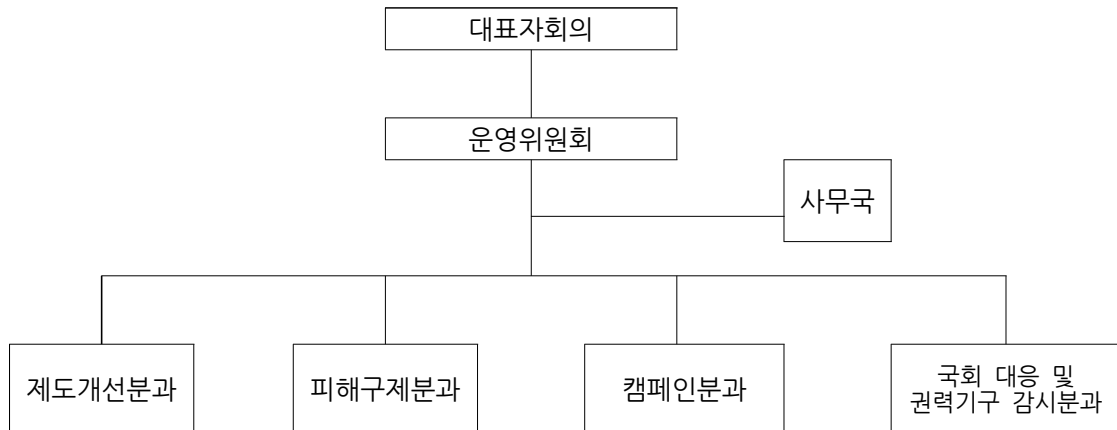 대표자회의
운영위원회
사무국
제도개선분과
피해구제분과
캠페인분과
국회 대응 및
권력기구 감시분과